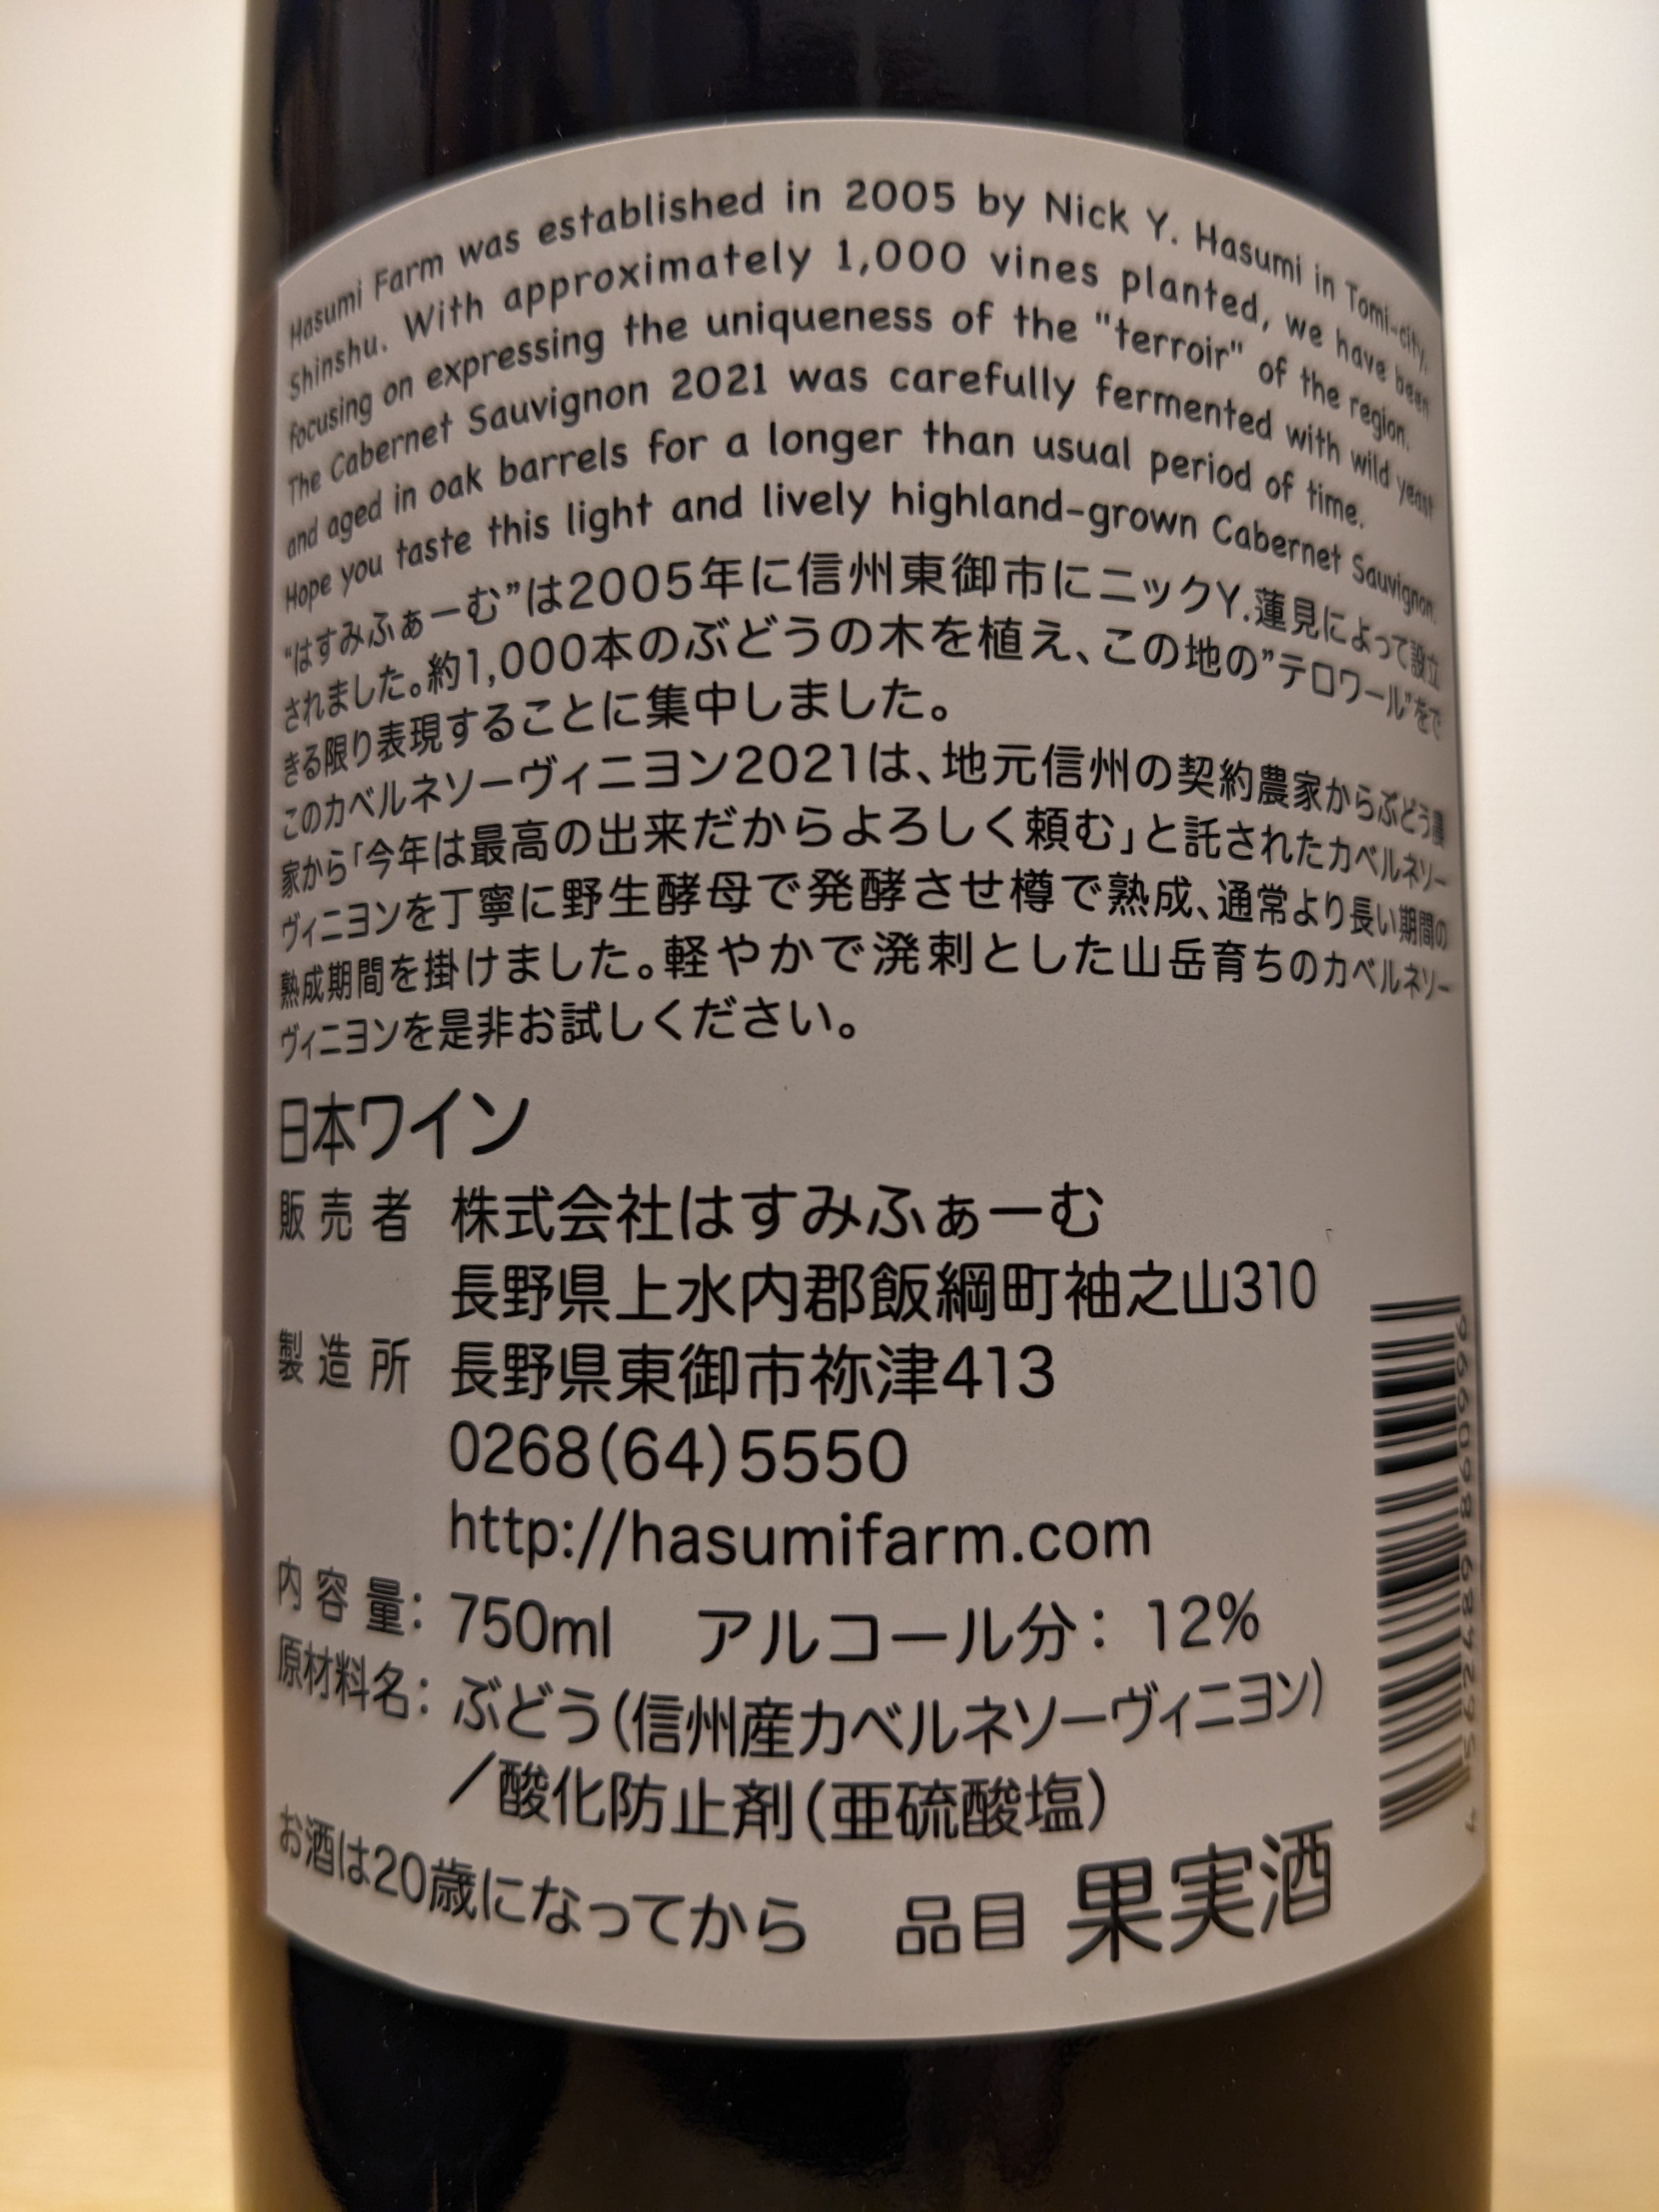 Hasumi Farm was established in 2005 by Nick Y. Hasumi in Tomi-city,
Shinshu. With approximately 1,000 vines planted, we have been
focusing on expressing the uniqueness of the "terroir" of the region.
The Cabernet Sauvignon 2021 was carefully fermented with wild yeast
and aged in oak barrels for a longer than usual period of time.
Hope you taste this light and lively highland-grown Cabernet Sauvignon.
“はすみふぁーむ”は2005年に信州東御市にニックY.蓮見によって設立
されました。約1,000本のぶどうの木を植え、この地の”テロワール”をで
きる限り表現することに集中しました。
このカベルネソーヴィニヨン2021は、地元信州の契約農家からぶどう農
家から「今年は最高の出来だからよろしく頼む」と託されたカベルネソー
ヴィニヨンを丁寧に野生酵母で発酵させ樽で熟成、通常より長い期間の
熟成期間を掛けました。軽やかで溌剌とした山岳育ちのカベルネソー
ヴィニヨンを是非お試しください。
日本ワイン
販売者 株式会社はすみふぁーむ
長野県上水内郡飯綱町袖之山310
製造所 長野県東御市祢津413
0268(64)5550
http://hasumifarm.com
内容量: 750ml アルコール分: 12%
原材料名: ぶどう(信州産カベルネソーヴィニヨン)
/酸化防止剤(亜硫酸塩)
お酒は20歳になってから 品目 果実酒